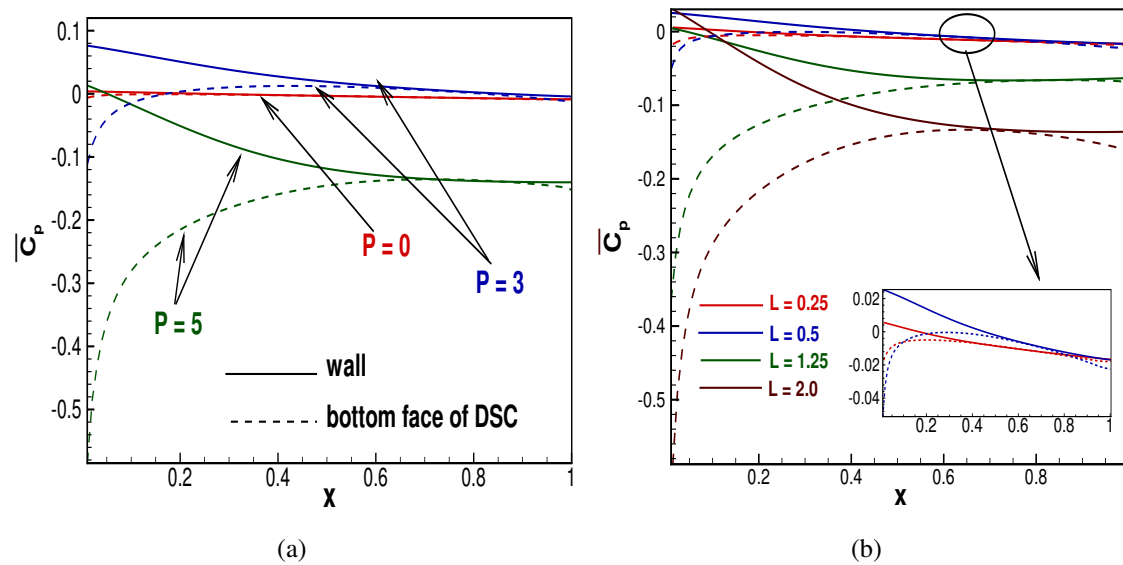 0.1
0
-0.1
-0.2
-0.3
-0.4
-0.5
C̅p
P = 0
P = 3
P = 5
wall
bottom face of DSC
0.2
0.4
0.6
0.8
1
X
(a)
0
-0.1
-0.2
-0.3
-0.4
-0.5
C̅p
L = 0.25
L = 0.5
L = 1.25
L = 2.0
0.02
0
-0.02
-0.04
0.2
0.4
0.6
0.8
1
0.2
0.4
0.6
0.8
X
(b)